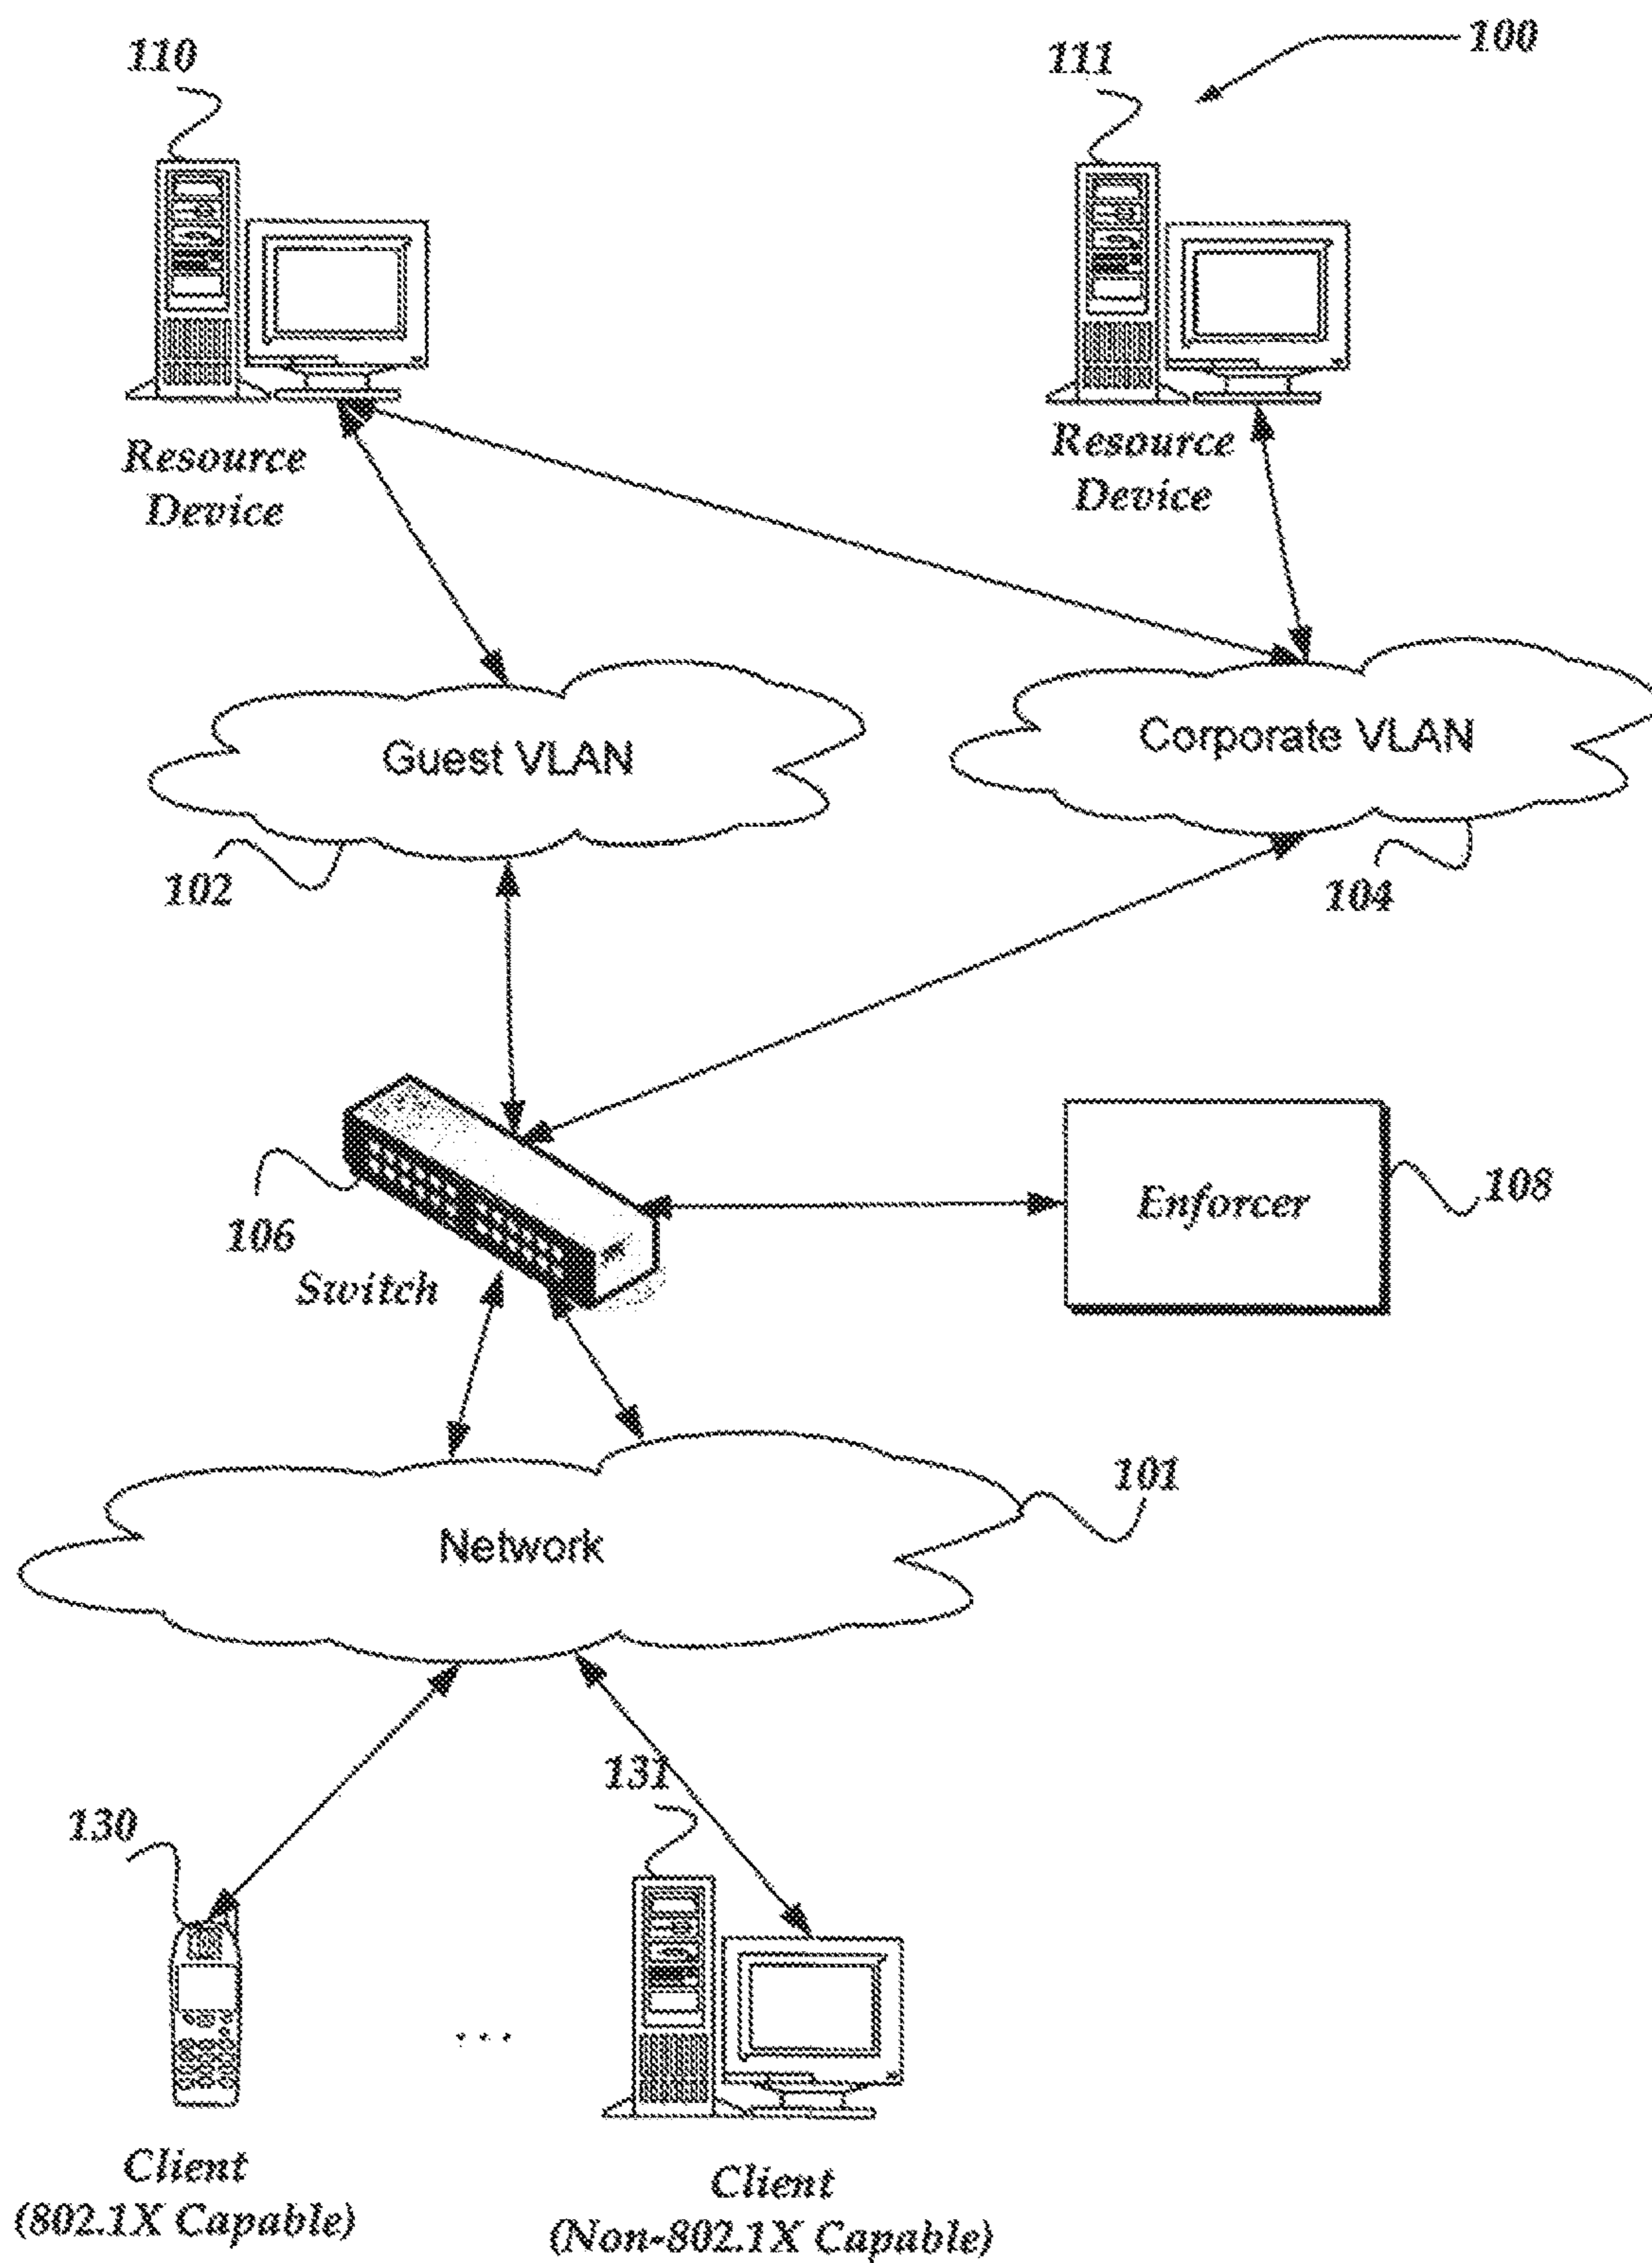 110
111
100
Resource
Device
Resource
Device
Guest VLAN
Corporate VLAN
102
104
106
Switch
Enforcer
108
101
Network
131
130
...
Client
(802.1X Capable)
Client
(Non-802.1X Capable)